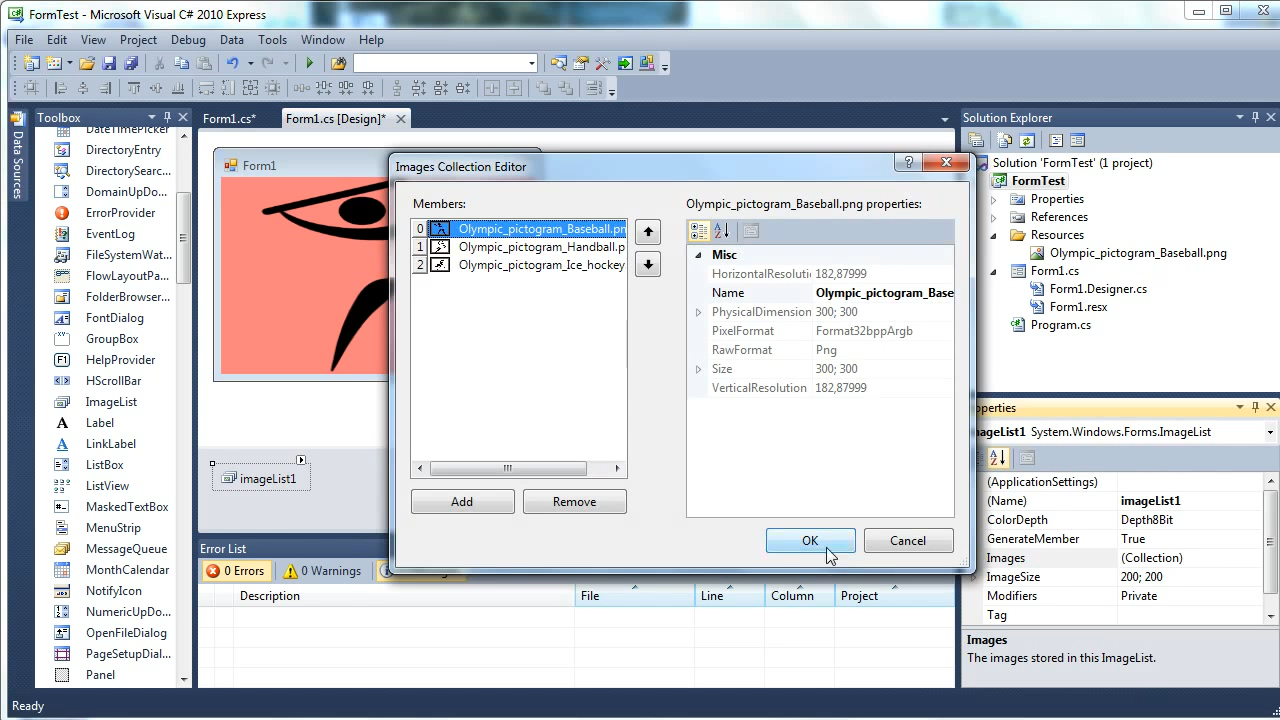 FormTest - Microsoft Visual C# 2010 Express
File Edit View Project Debug Data Tools Window Help
Data Sources
Toolbox
DateTimePicker
DirectoryEntry
DirectorySearc...
DomainUpDo...
ErrorProvider
EventLog
FileSystemWat...
FlowLayoutPa...
FolderBrowser...
FontDialog
GroupBox
HelpProvider
HScrollBar
ImageList
Label
LinkLabel
ListBox
ListView
MaskedTextBox
MenuStrip
MessageQueue
MonthCalendar
NotifyIcon
NumericUpDo...
OpenFileDialog
PageSetupDial...
Panel
Form1.cs* Form1.cs [Design]*
Form1
imageList1
Images Collection Editor
Members:
0 Olympic_pictogram_Baseball.pn
1 Olympic_pictogram_Handball.p
2 Olympic_pictogram_Ice_hockey
Add Remove
Olympic_pictogram_Baseball.png properties:
Misc
HorizontalResoluti 182,87999
Name Olympic_pictogram_Base
PhysicalDimension 300; 300
PixelFormat Format32bppArgb
RawFormat Png
Size 300; 300
VerticalResolution 182,87999
OK Cancel
Error List
0 Errors 0 Warnings
Description File Line Column Project
Solution Explorer
Solution 'FormTest' (1 project)
FormTest
Properties
References
Resources
Olympic_pictogram_Baseball.png
Form1.cs
Form1.Designer.cs
Form1.resx
Program.cs
operties
nageList1 System.Windows.Forms.ImageList
(ApplicationSettings)
(Name) imageList1
ColorDepth Depth8Bit
GenerateMember True
Images (Collection)
ImageSize 200; 200
Modifiers Private
Tag
Images
The images stored in this ImageList.
Ready